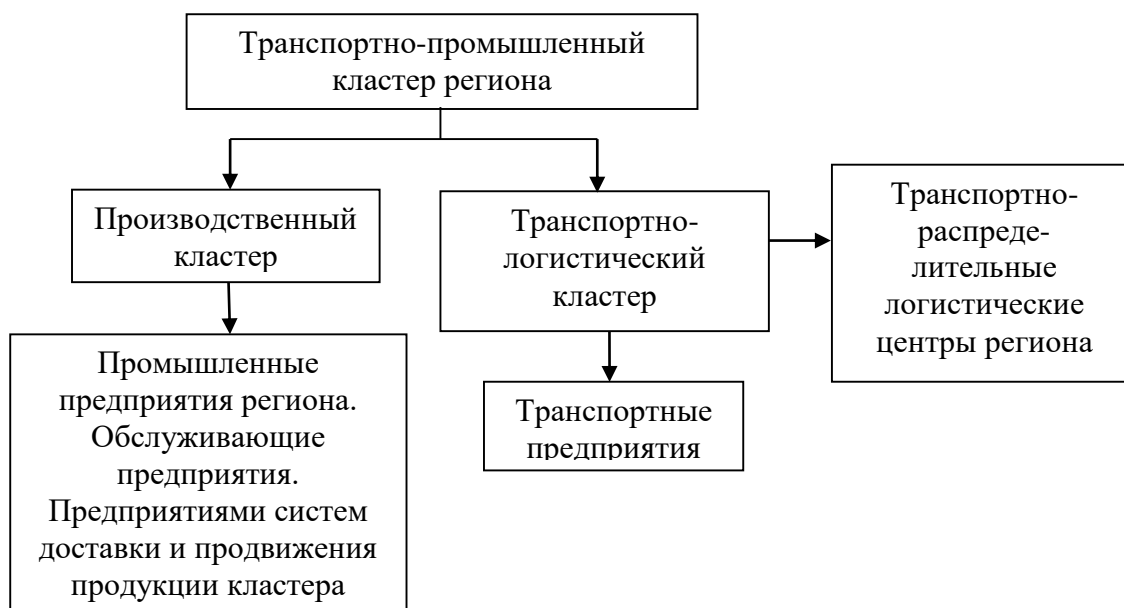 Транспортно-промышленный
кластер региона
Производственный
кластер
Транспортно-
логистический
кластер
Транспортно-
распреде-
лительные
логистические
центры региона
Промышленные
предприятия региона.
Обслуживающие
предприятия.
Предприятиями систем
доставки и продвижения
продукции кластера
Транспортные
предприятия